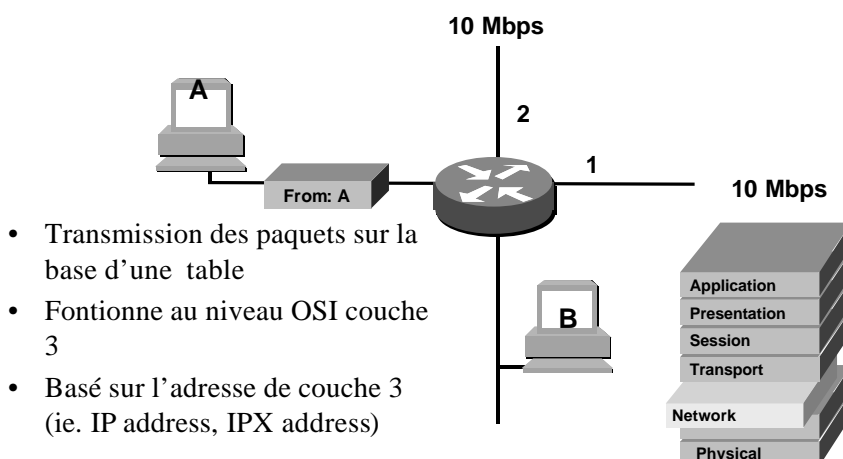 10 Mbps
A
2
1
From: A
10 Mbps
• Transmission des paquets sur la
base d’une table
• Fontionne au niveau OSI couche
3
• Basé sur l’adresse de couche 3
(ie. IP address, IPX address)
B
Application
Presentation
Session
Transport
Network
Physical